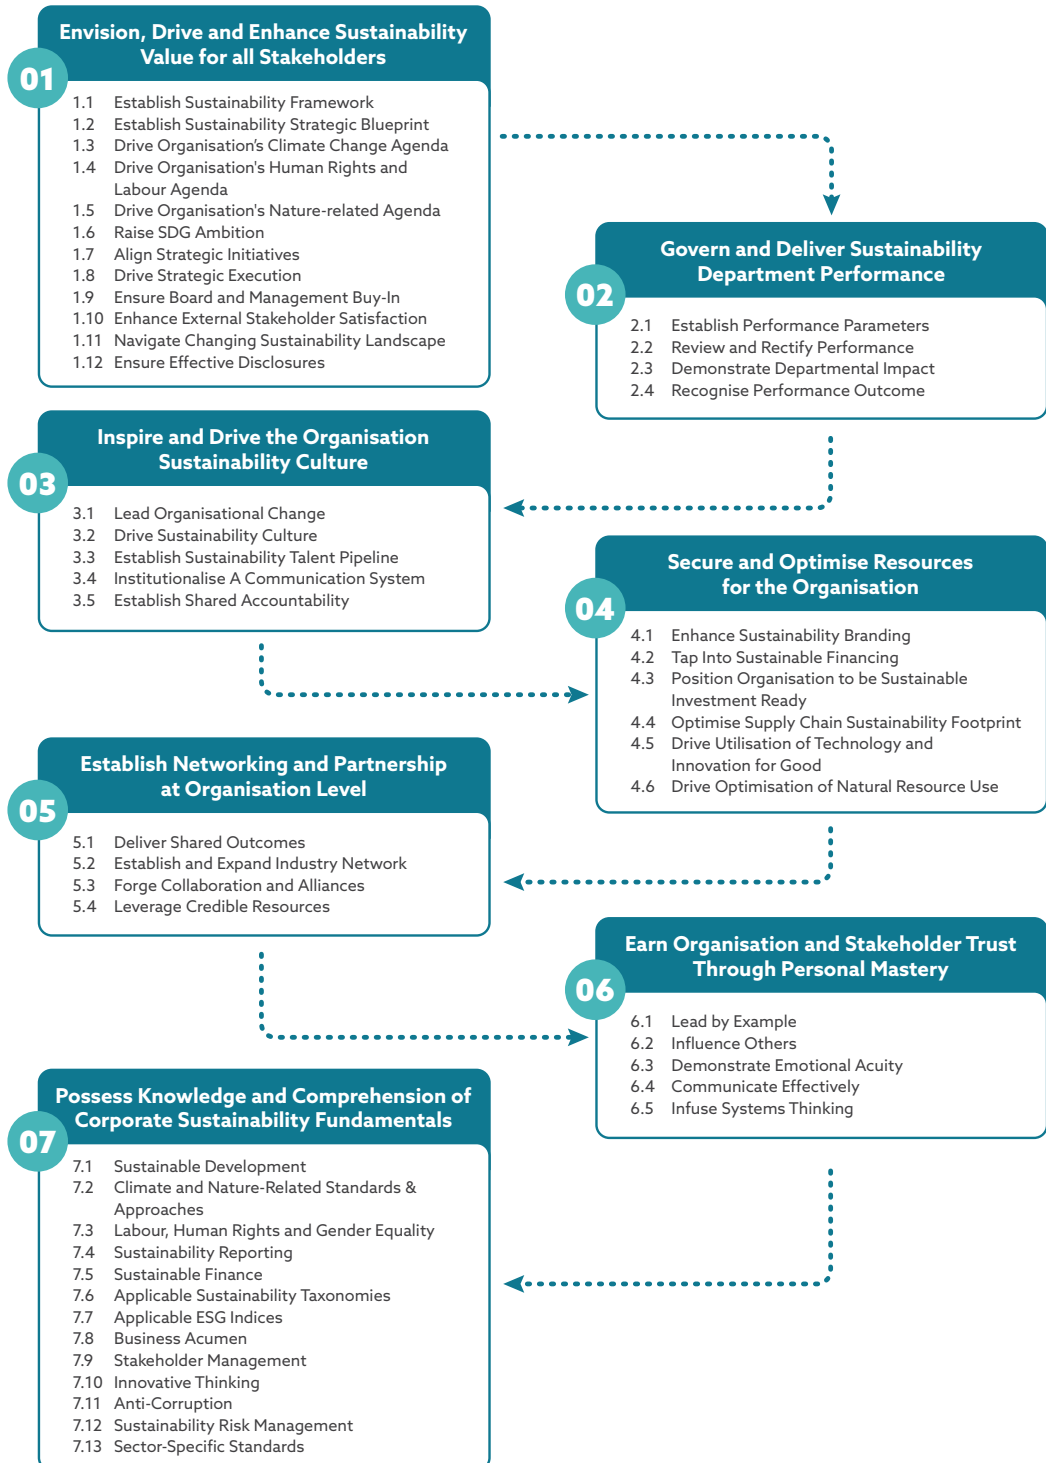 Envision, Drive and Enhance Sustainability
Value for all Stakeholders
01
1.1 Establish Sustainability Framework
1.2 Establish Sustainability Strategic Blueprint
1.3 Drive Organisation's Climate Change Agenda
1.4 Drive Organisation's Human Rights and
Labour Agenda
1.5 Drive Organisation's Nature-related Agenda
1.6 Raise SDG Ambition
1.7 Align Strategic Initiatives
1.8 Drive Strategic Execution
1.9 Ensure Board and Management Buy-In
1.10 Enhance External Stakeholder Satisfaction
1.11 Navigate Changing Sustainability Landscape
1.12 Ensure Effective Disclosures
Govern and Deliver Sustainability
Department Performance
02
2.1 Establish Performance Parameters
2.2 Review and Rectify Performance
2.3 Demonstrate Departmental Impact
2.4 Recognise Performance Outcome
Inspire and Drive the Organisation
Sustainability Culture
03
3.1 Lead Organisational Change
3.2 Drive Sustainability Culture
3.3 Establish Sustainability Talent Pipeline
3.4 Institutionalise A Communication System
3.5 Establish Shared Accountability
Secure and Optimise Resources
for the Organisation
04
4.1 Enhance Sustainability Branding
4.2 Tap Into Sustainable Financing
4.3 Position Organisation to be Sustainable
Investment Ready
4.4 Optimise Supply Chain Sustainability Footprint
4.5 Drive Utilisation of Technology and
Innovation for Good
4.6 Drive Optimisation of Natural Resource Use
Establish Networking and Partnership
at Organisation Level
05
5.1 Deliver Shared Outcomes
5.2 Establish and Expand Industry Network
5.3 Forge Collaboration and Alliances
5.4 Leverage Credible Resources
Earn Organisation and Stakeholder Trust
Through Personal Mastery
06
6.1 Lead by Example
6.2 Influence Others
6.3 Demonstrate Emotional Acuity
6.4 Communicate Effectively
6.5 Infuse Systems Thinking
Possess Knowledge and Comprehension of
Corporate Sustainability Fundamentals
07
7.1 Sustainable Development
7.2 Climate and Nature-Related Standards &
Approaches
7.3 Labour, Human Rights and Gender Equality
7.4 Sustainability Reporting
7.5 Sustainable Finance
7.6 Applicable Sustainability Taxonomies
7.7 Applicable ESG Indices
7.8 Business Acumen
7.9 Stakeholder Management
7.10 Innovative Thinking
7.11 Anti-Corruption
7.12 Sustainability Risk Management
7.13 Sector-Specific Standards